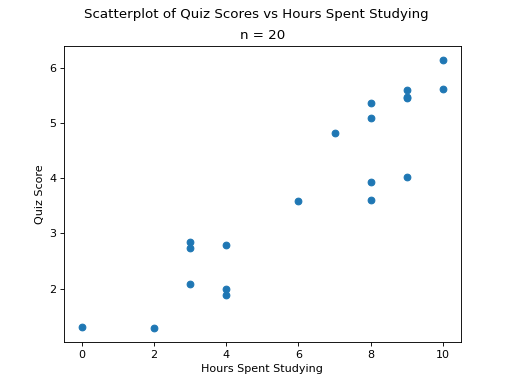 Scatterplot of Quiz Scores vs Hours Spent Studying
n = 20
6
5
4
3
2
Quiz Score
0 2 4 6 8 10
Hours Spent Studying